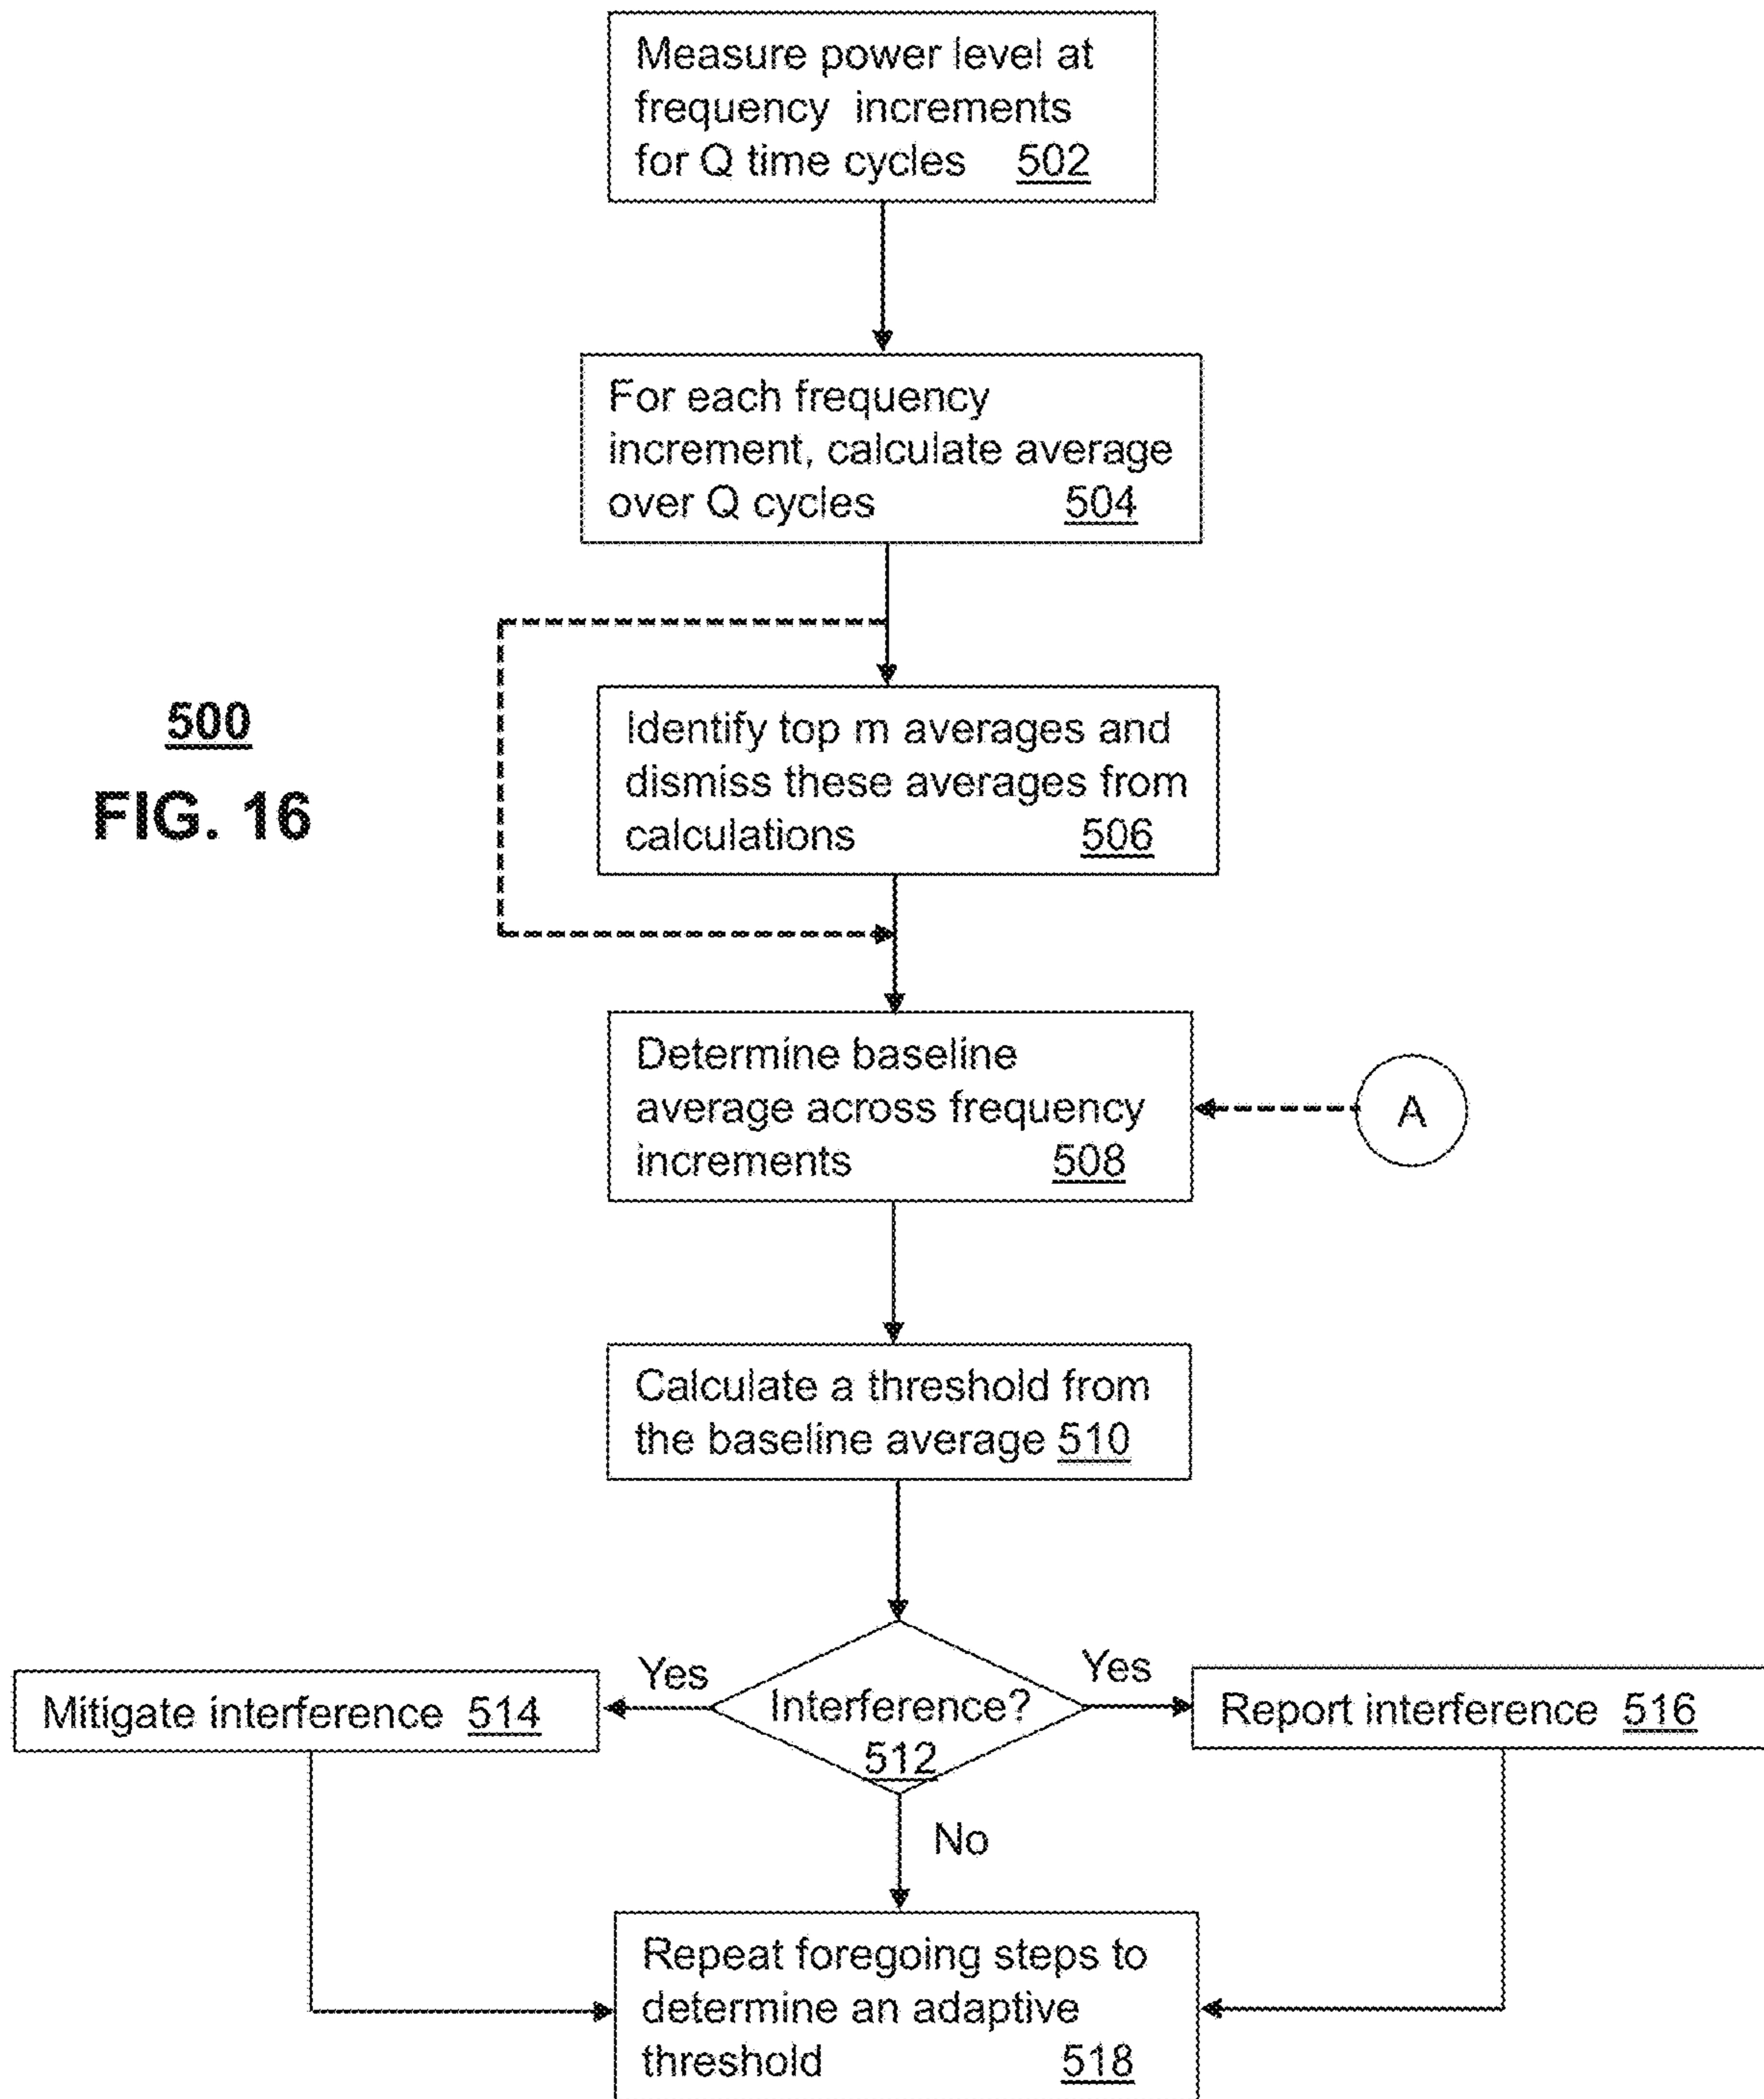 Measure power level at
frequency increments
for Q time cycles 502
For each frequency
increment, calculate average
over Q cycles 504
500
FIG. 16
Identify top m averages and
dismiss these averages from
calculations 506
Determine baseline
average across frequency
increments 508
A
Calculate a threshold from
the baseline average 510
Yes
Yes
Mitigate interference 514
Interference?
512
Report interference 516
No
Repeat foregoing steps to
determine an adaptive
threshold 518